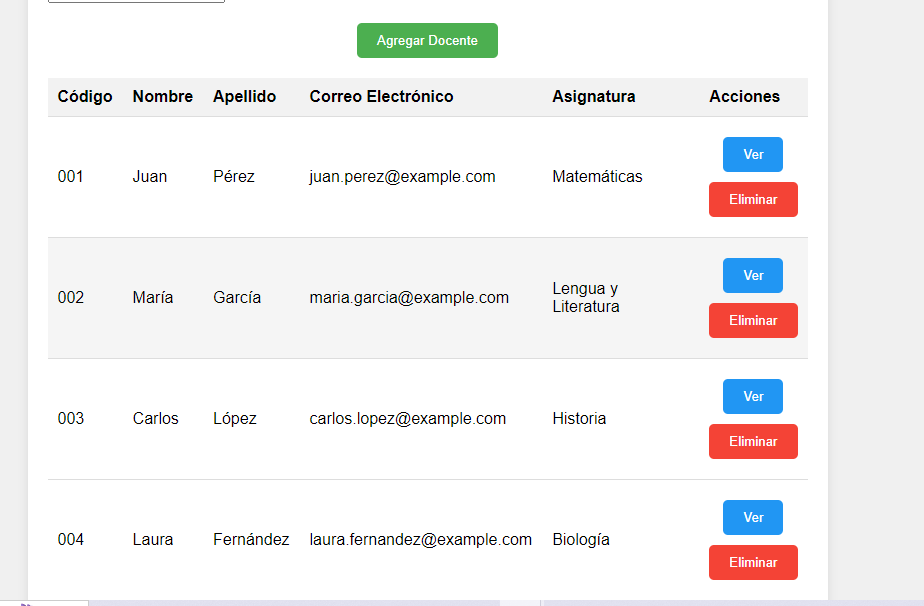 Agregar Docente
Código Nombre Apellido Correo Electrónico Asignatura Acciones
001 Juan Pérez juan.perez@example.com Matemáticas Ver
Eliminar
002 María García maria.garcia@example.com Lengua y Literatura Ver
Eliminar
003 Carlos López carlos.lopez@example.com Historia Ver
Eliminar
004 Laura Fernández laura.fernandez@example.com Biología Ver
Eliminar